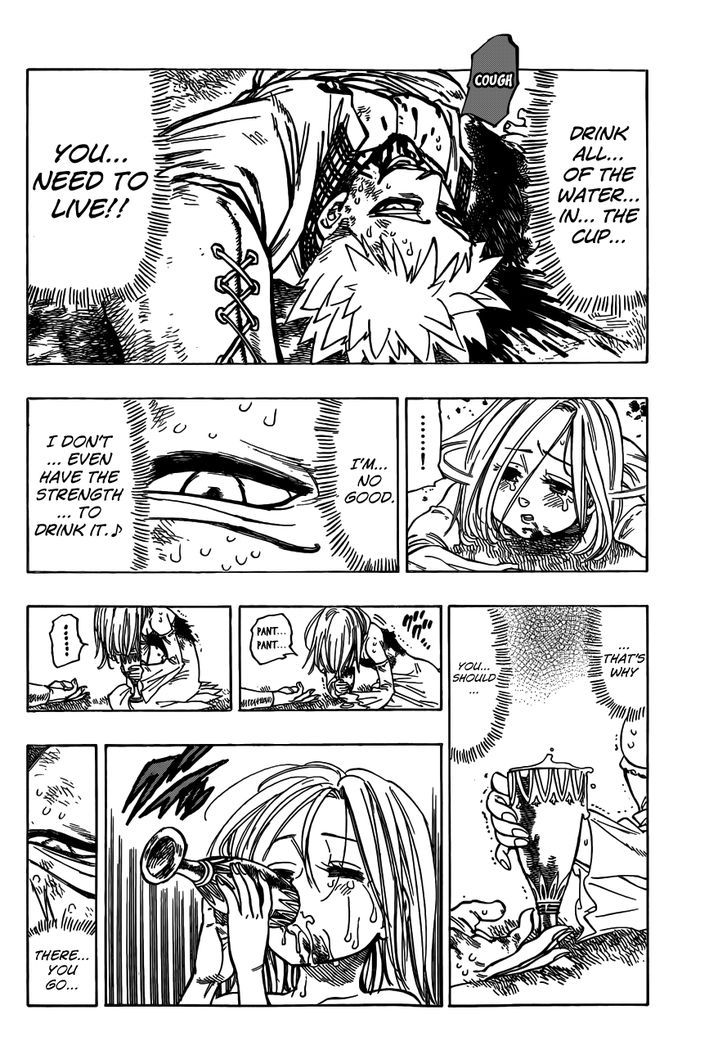 COUGH
DRINK
ALL...
OF THE
WATER...
IN... THE
CUP...
YOU...
NEED TO
LIVE!!
......!
I'M...
NO
GOOD.
I DON'T
... EVEN
HAVE THE
STRENGTH
... TO
DRINK IT.♪
...
THAT'S
WHY
YOU...
SHOULD
...
PANT...
PANT...
......
THERE...
YOU
GO...